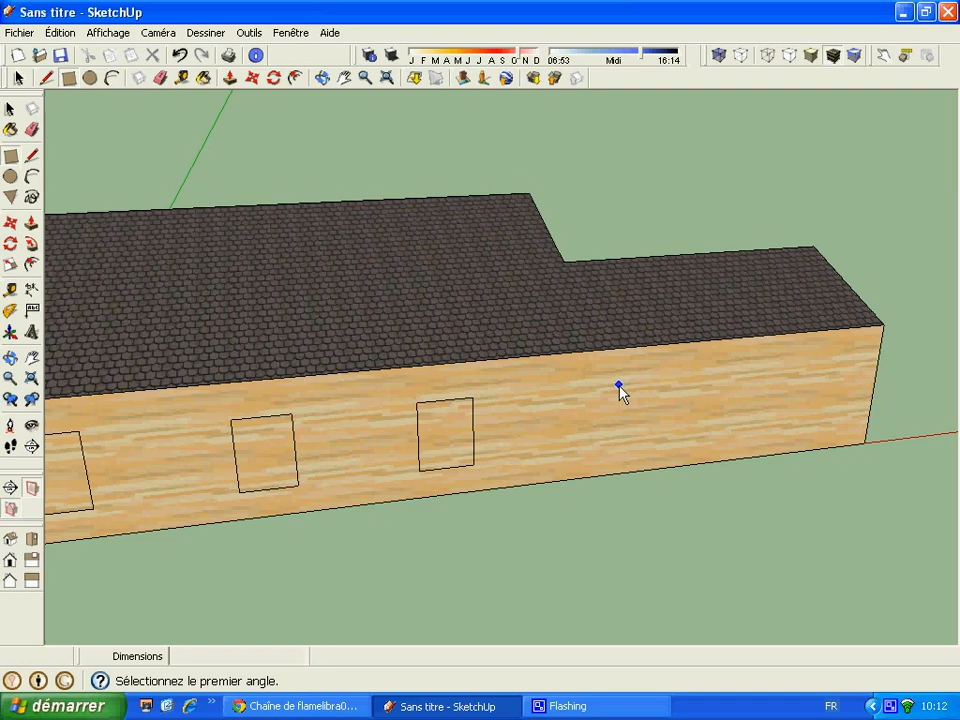 Sans titre - SketchUp
Fichier Édition Affichage Caméra Dessiner Outils Fenêtre Aide
J F M A M J J A S O N D 06:53 Midi 16:14
Dimensions
Sélectionnez le premier angle.
démarrer » Chaîne de flamelibra0... Sans titre - SketchUp Flashing FR 10:12